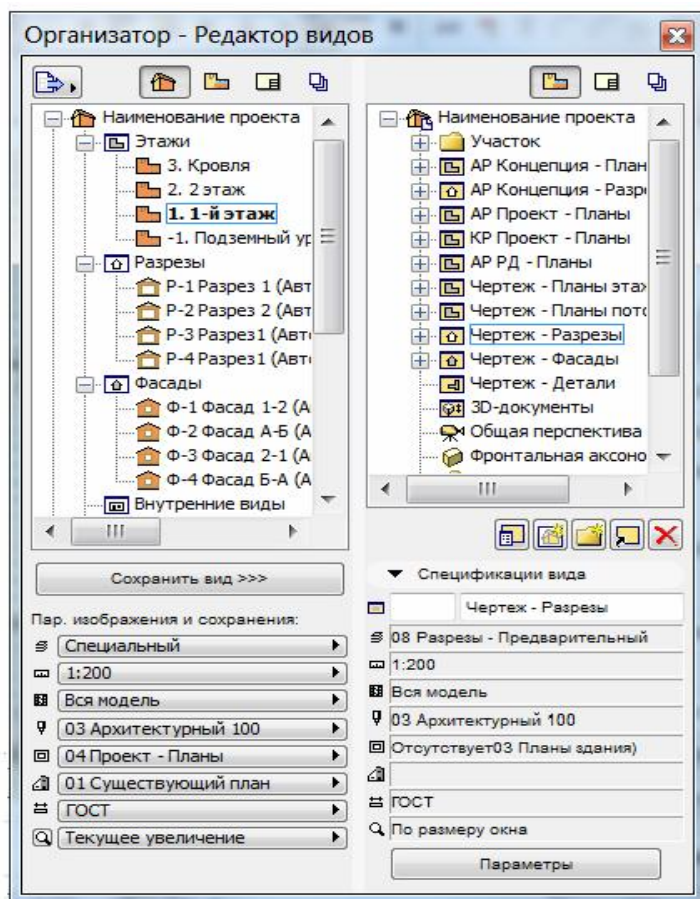 Организатор - Редактор видов
Наименование проекта
Этажи
3. Кровля
2. 2 этаж
1. 1-й этаж
-1. Подземный ур
Разрезы
Р-1 Разрез 1 (Авт
Р-2 Разрез 2 (Авт
Р-3 Разрез1 (Авто
Р-4 Разрез1 (Авто
Фасады
Ф-1 Фасад 1-2 (А
Ф-2 Фасад А-Б (А
Ф-3 Фасад 2-1 (А
Ф-4 Фасад Б-А (А
Внутренние виды
Сохранить вид >>>
Пар. изображения и сохранения:
Специальный
1:200
Вся модель
03 Архитектурный 100
04 Проект - Планы
01 Существующий план
ГОСТ
Текущее увеличение
Наименование проекта
Участок
АР Концепция - План
АР Концепция - Разр
АР Проект - Планы
КР Проект - Планы
АР РД - Планы
Чертеж - Планы этаж
Чертеж - Планы пото
Чертеж - Разрезы
Чертеж - Фасады
Чертеж - Детали
3D-документы
Общая перспектива
Фронтальная аксоно
Спецификации вида
Чертеж - Разрезы
08 Разрезы - Предварительный
1:200
Вся модель
03 Архитектурный 100
Отсутствует03 Планы здания)
ГОСТ
По размеру окна
Параметры